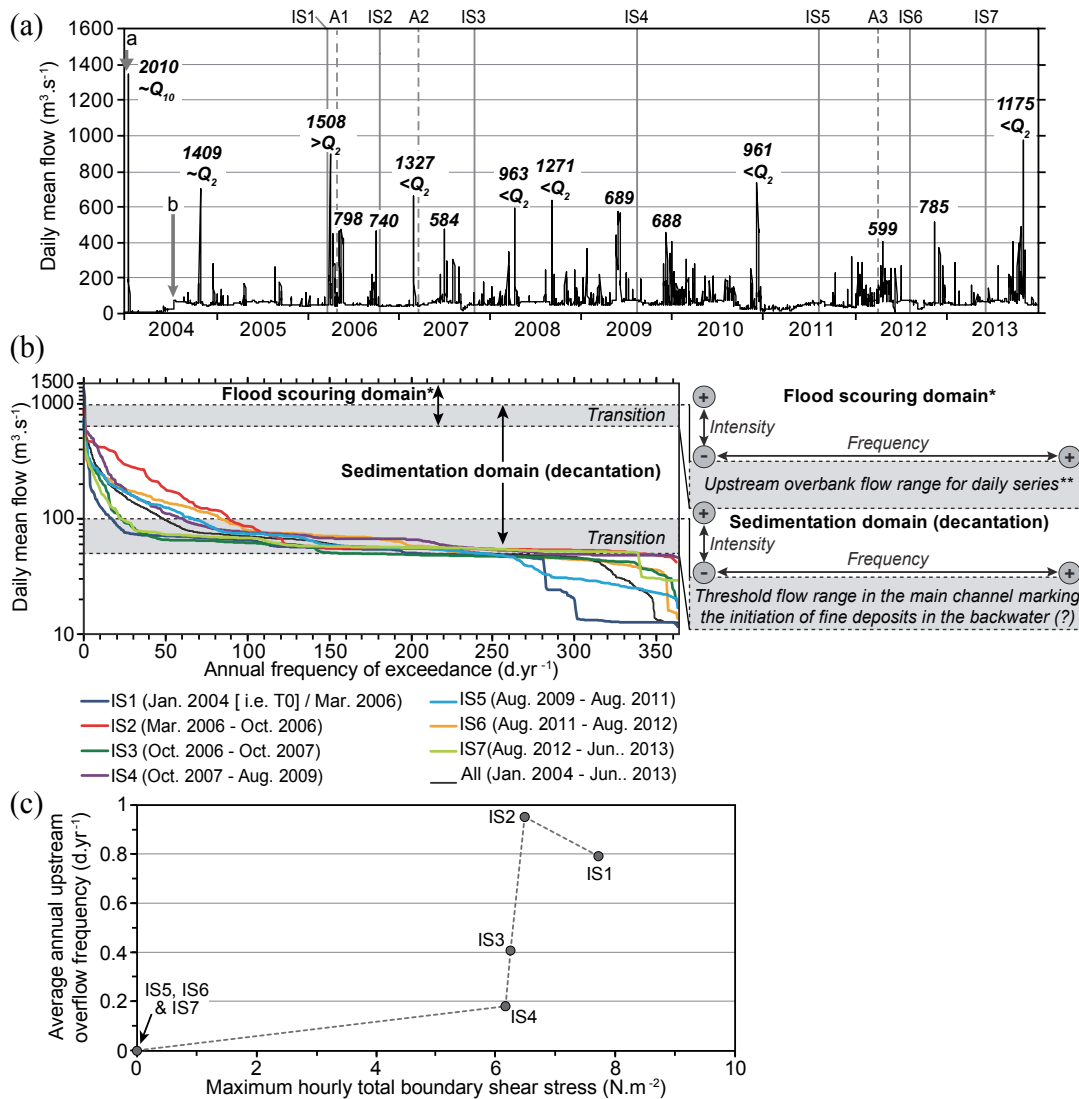 (a)
IS1 A1 IS2 A2 IS3 IS4 IS5 A3 IS6 IS7
Daily mean flow (m³.s⁻¹)
1600
1400
1200
1000
800
600
400
200
0
a
b
2010
~Q10
1409
~Q2
1508
>Q2
798
740
1327
<Q2
584
963
<Q2
1271
<Q2
689
688
961
<Q2
599
785
1175
<Q2
2004 2005 2006 2007 2008 2009 2010 2011 2012 2013
(b)
Daily mean flow (m³.s⁻¹)
1500
1000
100
10
Flood scouring domain*
Transition
Sedimentation domain (decantation)
Transition
0 50 100 150 200 250 300 350
Annual frequency of exceedance (d.yr⁻¹)
+
Flood scouring domain*
Intensity
Frequency
- +
Upstream overbank flow range for daily series**
+
Sedimentation domain (decantation)
Intensity
Frequency
- +
Threshold flow range in the main channel marking
the initiation of fine deposits in the backwater (?)
IS1 (Jan. 2004 [ i.e. T0] / Mar. 2006)
IS2 (Mar. 2006 - Oct. 2006)
IS3 (Oct. 2006 - Oct. 2007)
IS4 (Oct. 2007 - Aug. 2009)
IS5 (Aug. 2009 - Aug. 2011)
IS6 (Aug. 2011 - Aug. 2012)
IS7(Aug. 2012 - Jun.. 2013)
All (Jan. 2004 - Jun.. 2013)
(c)
Average annual upstream
overflow frequency (d.yr⁻¹)
1
0.8
0.6
0.4
0.2
0
IS2
IS1
IS3
IS4
IS5, IS6
& IS7
0 2 4 6 8 10
Maximum hourly total boundary shear stress (N.m⁻²)